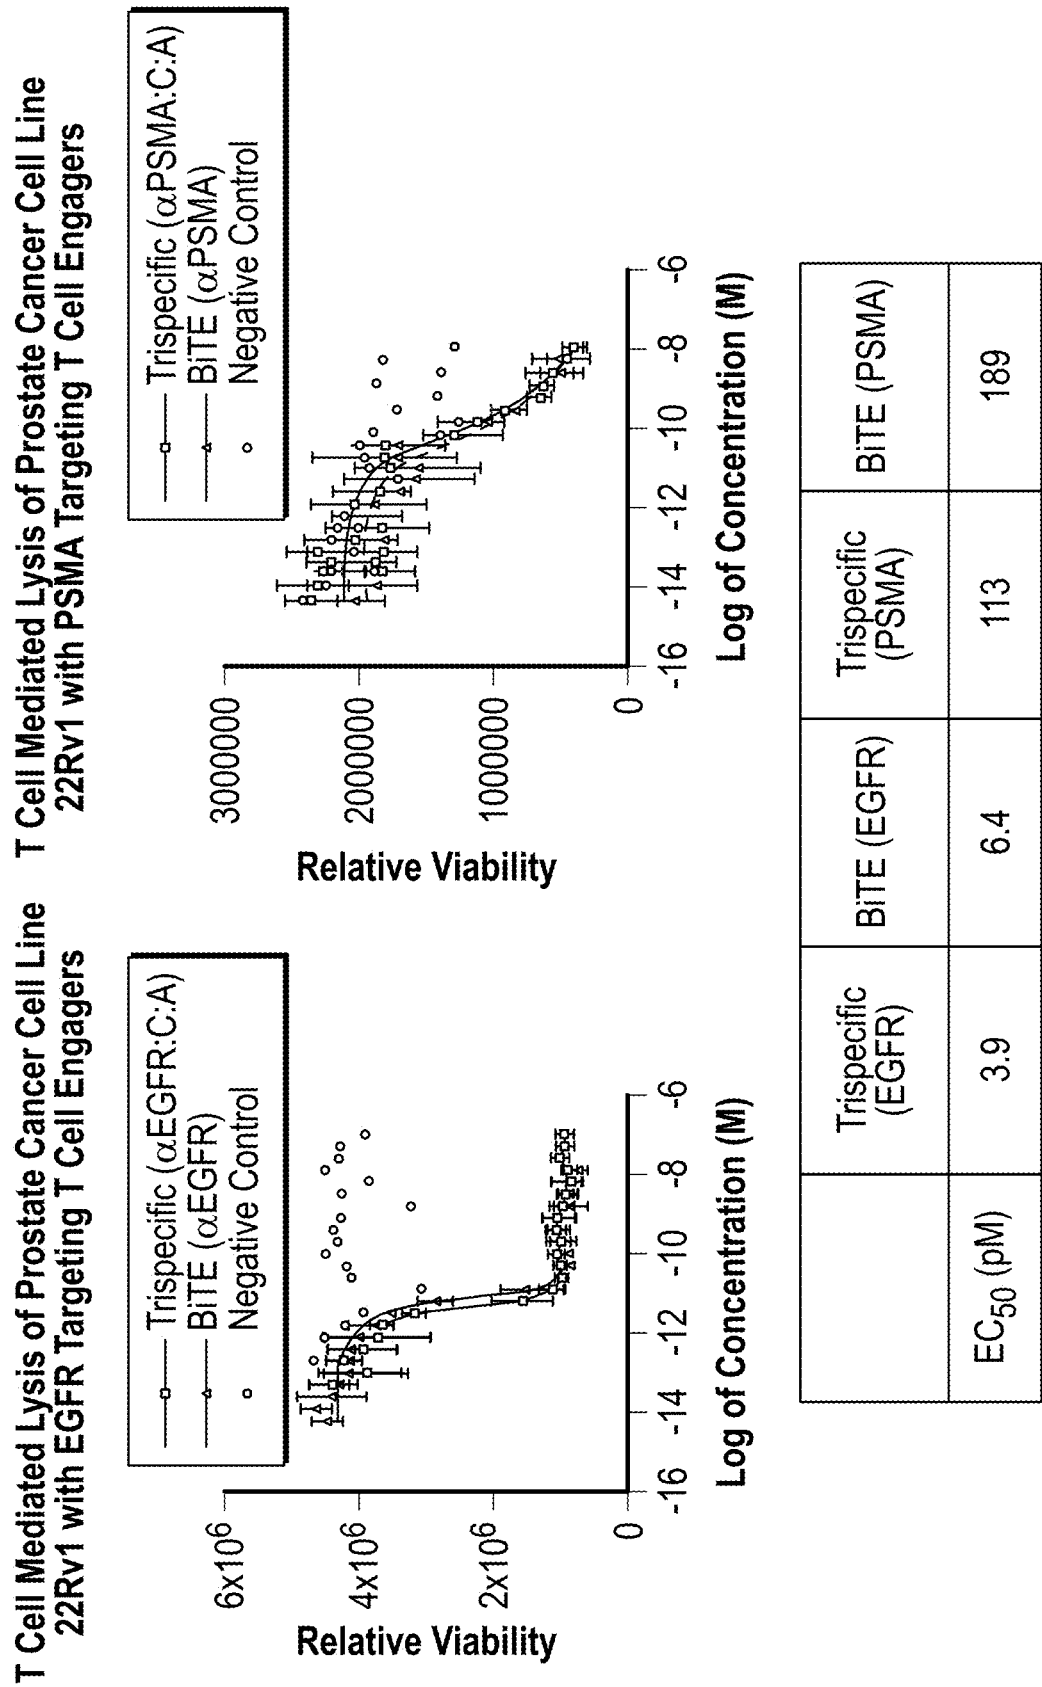 T Cell Mediated Lysis of Prostate Cancer Cell Line
22Rv1 with EGFR Targeting T Cell Engagers
Trispecific (αEGFR:C:A)
BiTE (αEGFR)
Negative Control
Relative Viability
6x10⁶
4x10⁶
2x10⁶
0
-16
-14
-12
-10
-8
-6
Log of Concentration (M)
T Cell Mediated Lysis of Prostate Cancer Cell Line
22Rv1 with PSMA Targeting T Cell Engagers
Trispecific (αPSMA:C:A)
BiTE (αPSMA)
Negative Control
Relative Viability
3000000
2000000
1000000
0
-16
-14
-12
-10
-8
-6
Log of Concentration (M)
Trispecific
(EGFR)
BiTE (EGFR)
Trispecific
(PSMA)
BiTE (PSMA)
EC₅₀ (pM)
3.9
6.4
113
189